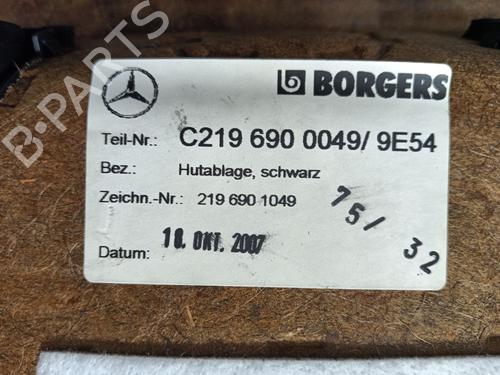 BORGERS
Teil-Nr.: C219 690 0049/ 9E54
Bez.: Hutablage, schwarz
Zeichn.-Nr.: 219 690 1049
75/ 32
Datum: 18. OKT. 2007
B-PARTS